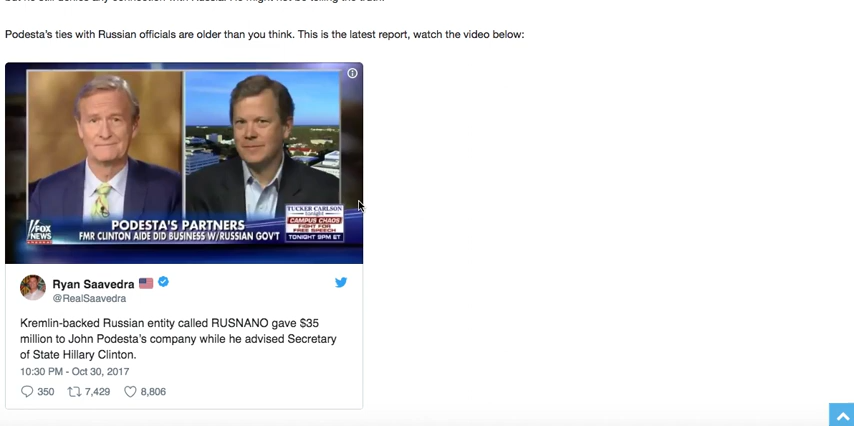 Podesta's ties with Russian officials are older than you think. This is the latest report, watch the video below:
PODESTA'S PARTNERS
FMR CLINTON AIDE DID BUSINESS W/RUSSIAN GOV'T
FOX
NEWS
TUCKER CARLSON
tonight
CAMPUS CHAOS
FIGHT FOR
FREE SPEECH
TONIGHT 9PM ET
Ryan Saavedra
@RealSaavedra
Kremlin-backed Russian entity called RUSNANO gave $35
million to John Podesta's company while he advised Secretary
of State Hillary Clinton.
10:30 PM - Oct 30, 2017
350 7,429 8,806